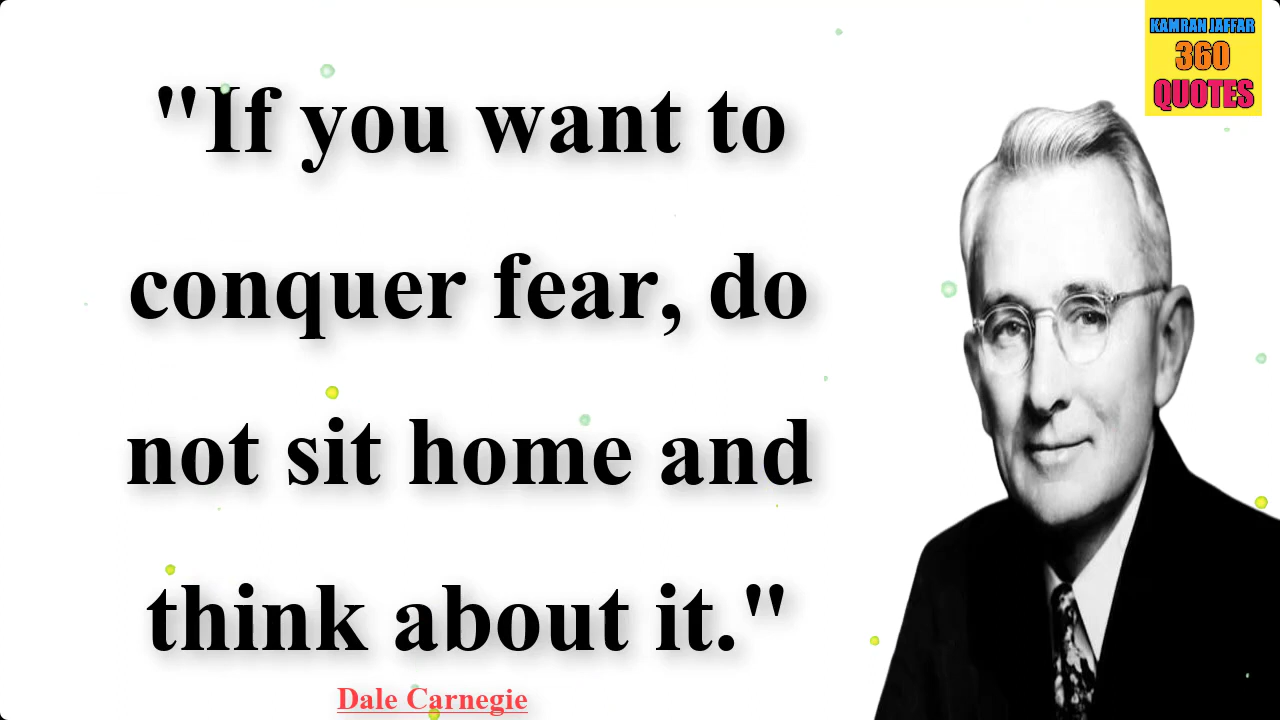 KAMRAN JAFFAR
360
QUOTES
"If you want to
conquer fear, do
not sit home and
think about it."
Dale Carnegie